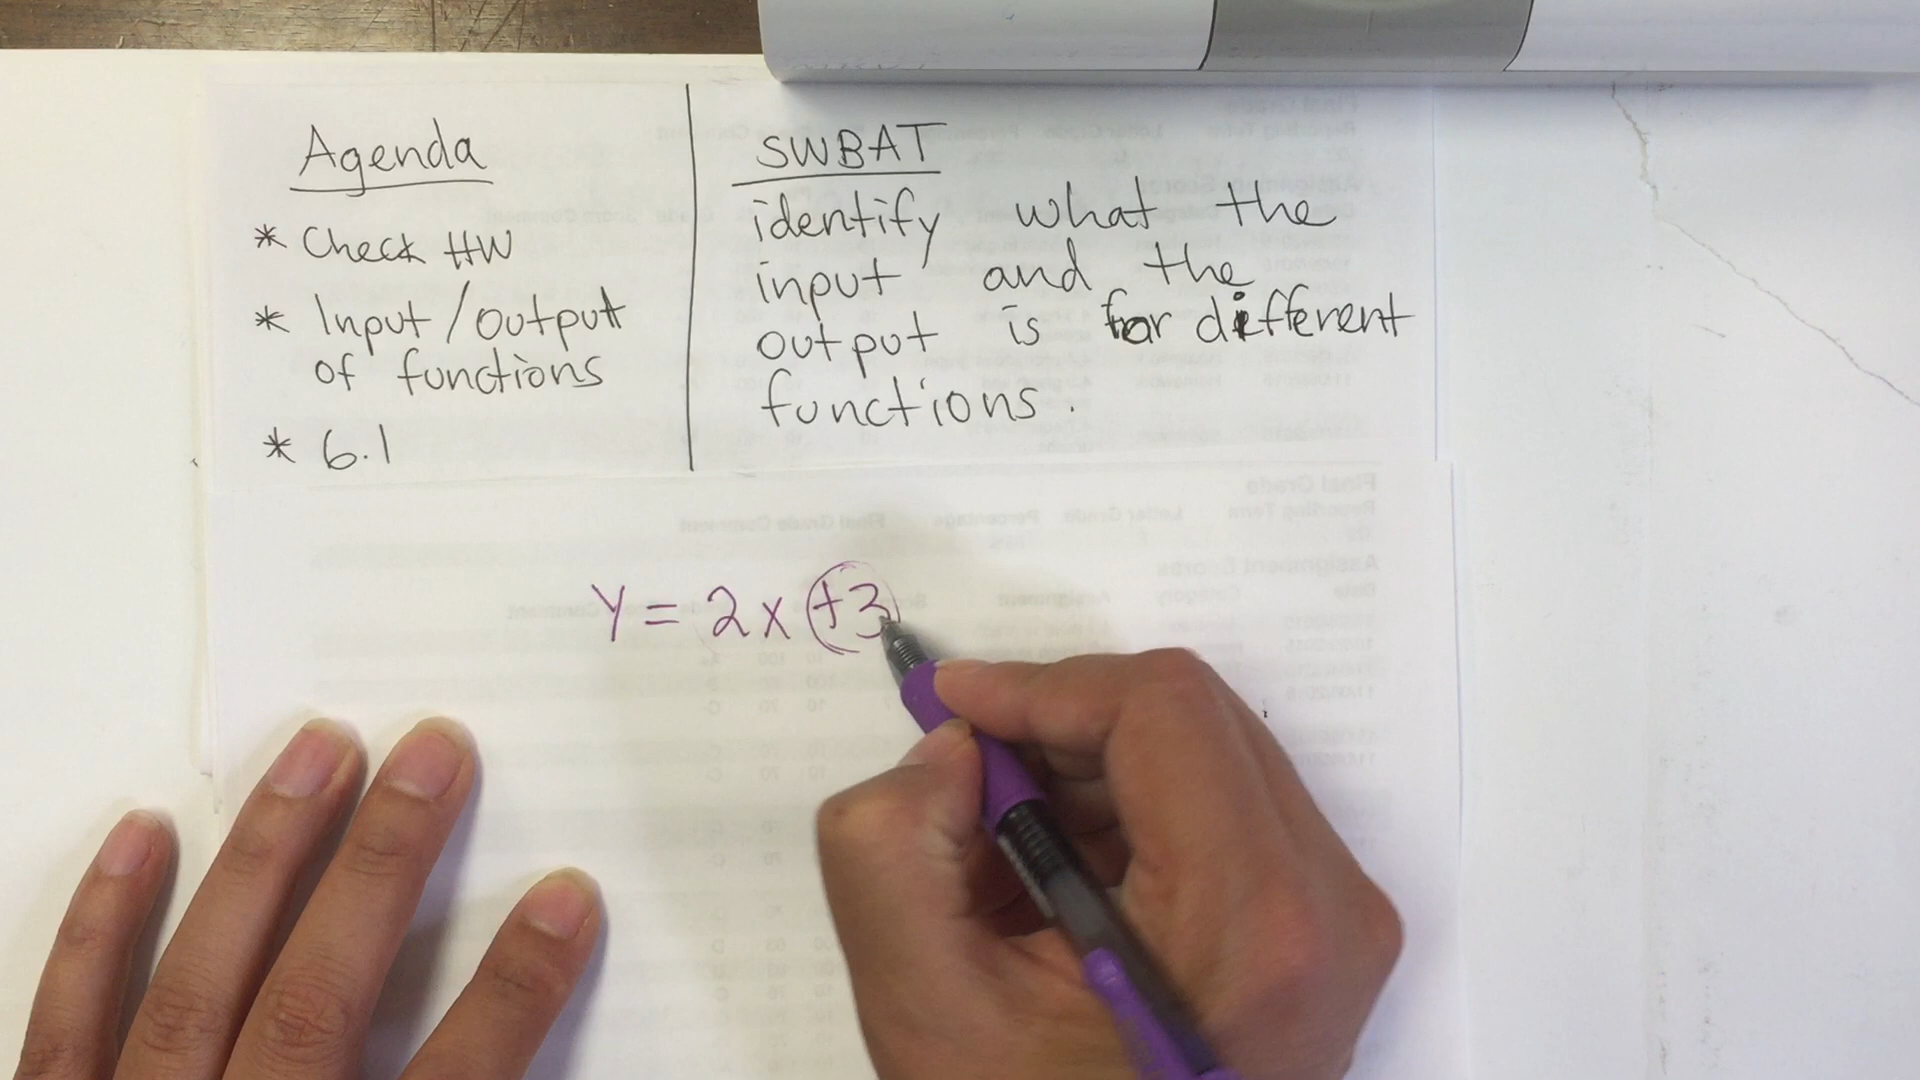 Agenda
* Check HW
* Input/output
of functions
* 6.1
SWBAT
identify what the
input and the
output is for different
functions.
Y = 2x +3